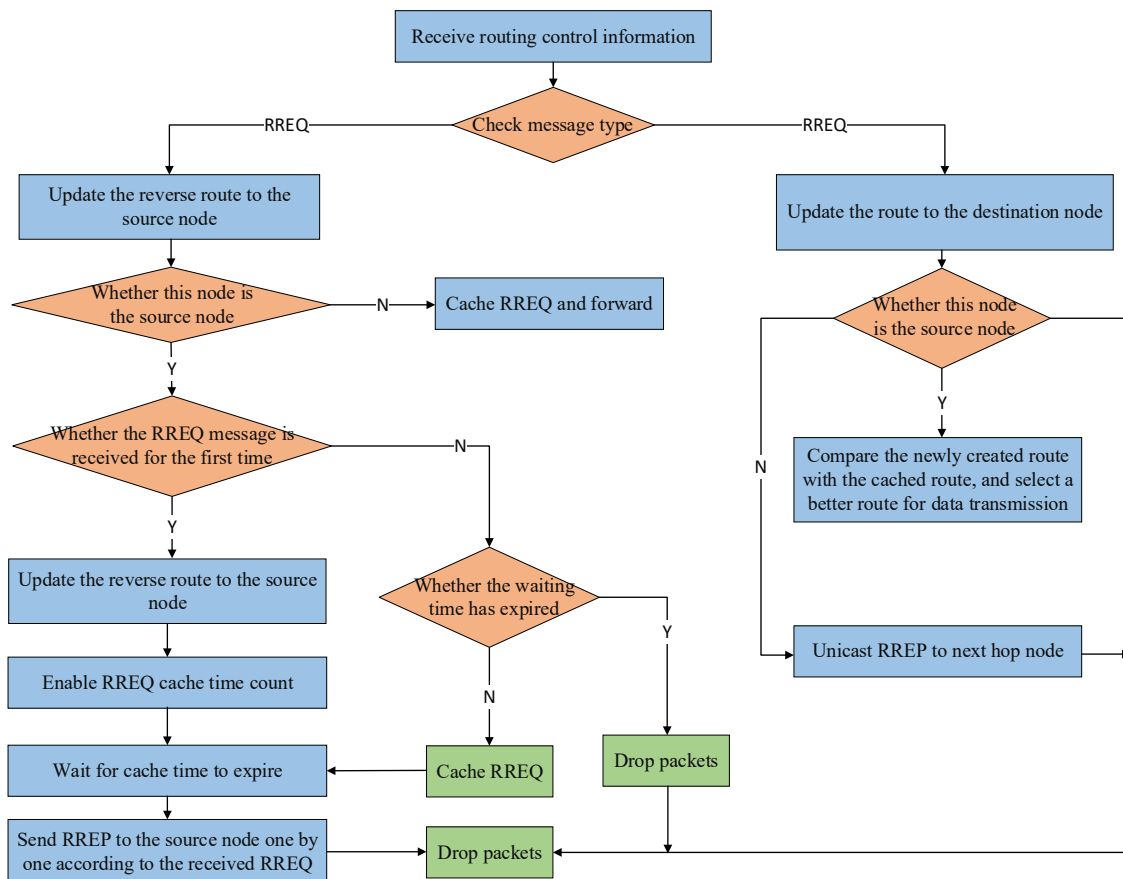 Receive routing control information
Check message type
RREQ
RREQ
Update the reverse route to the
source node
Update the route to the destination node
Whether this node is
the source node
N
Cache RREQ and forward
Whether this node
is the source node
Y
Y
Whether the RREQ message is
received for the first time
N
N
Compare the newly created route
with the cached route, and select a
better route for data transmission
Y
Update the reverse route to the source
node
Whether the waiting
time has expired
Y
Unicast RREP to next hop node
Enable RREQ cache time count
N
Wait for cache time to expire
Cache RREQ
Drop packets
Send RREP to the source node one by
one according to the received RREQ
Drop packets